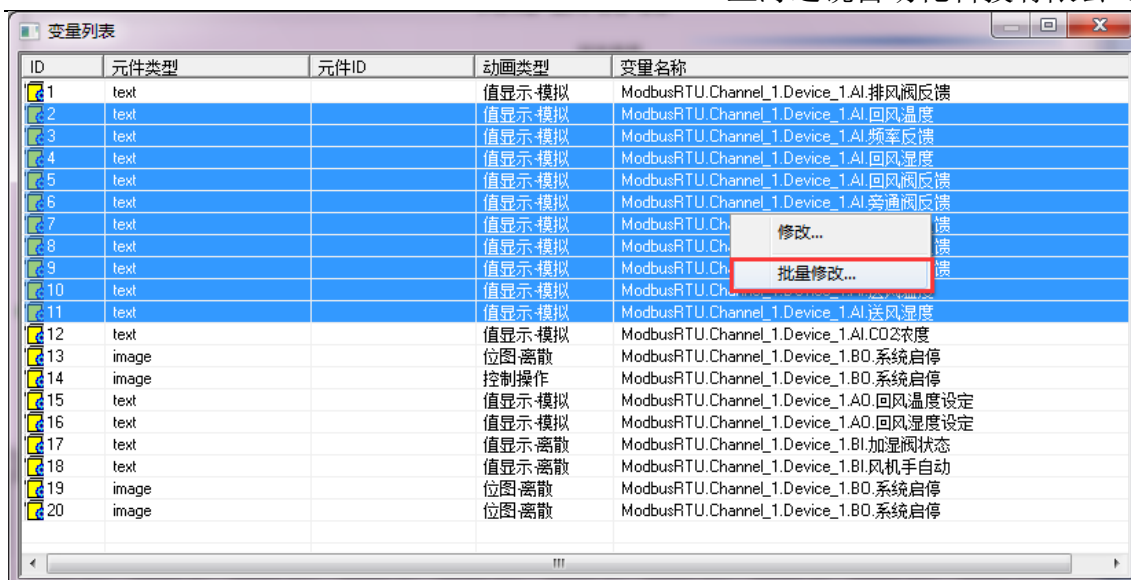 变量列表
ID 元件类型 元件ID 动画类型 变量名称
1 text 值显示-模拟 ModbusRTU.Channel_1.Device_1.AI.排风阀反馈
2 text 值显示-模拟 ModbusRTU.Channel_1.Device_1.AI.回风温度
3 text 值显示-模拟 ModbusRTU.Channel_1.Device_1.AI.频率反馈
4 text 值显示-模拟 ModbusRTU.Channel_1.Device_1.AI.回风湿度
5 text 值显示-模拟 ModbusRTU.Channel_1.Device_1.AI.回风阀反馈
6 text 值显示-模拟 ModbusRTU.Channel_1.Device_1.AI.旁通阀反馈
7 text 值显示-模拟 ModbusRTU.Ch 馈
修改...
8 text 值显示-模拟 ModbusRTU.Ch 馈
9 text 值显示-模拟 ModbusRTU.Ch 馈
批量修改...
10 text 值显示-模拟 ModbusRTU.Ch
11 text 值显示-模拟 ModbusRTU.Channel_1.Device_1.AI.送风湿度
12 text 值显示-模拟 ModbusRTU.Channel_1.Device_1.AI.CO2浓度
13 image 位图-离散 ModbusRTU.Channel_1.Device_1.BO.系统启停
14 image 控制操作 ModbusRTU.Channel_1.Device_1.BO.系统启停
15 text 值显示-模拟 ModbusRTU.Channel_1.Device_1.AO.回风温度设定
16 text 值显示-模拟 ModbusRTU.Channel_1.Device_1.AO.回风湿度设定
17 text 值显示-离散 ModbusRTU.Channel_1.Device_1.BI.加湿阀状态
18 text 值显示-离散 ModbusRTU.Channel_1.Device_1.BI.风机手自动
19 image 位图-离散 ModbusRTU.Channel_1.Device_1.BO.系统启停
20 image 位图-离散 ModbusRTU.Channel_1.Device_1.BO.系统启停